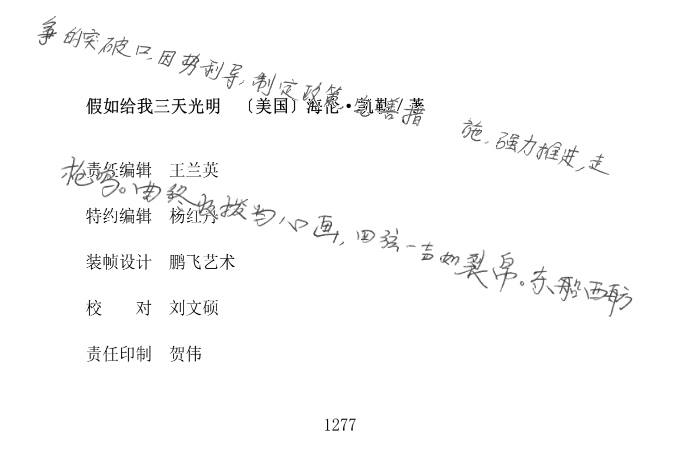 争的突破口,因势利导,制定政策
措施,强力推进,走
假如给我三天光明 〔美国〕海伦·凯勒/著
责任编辑 王兰英
枪鸣。曲终收拨当心画,四弦一声如裂帛。东船西舫
特约编辑 杨红丹
装帧设计 鹏飞艺术
校 对 刘文硕
责任印制 贺伟
1277